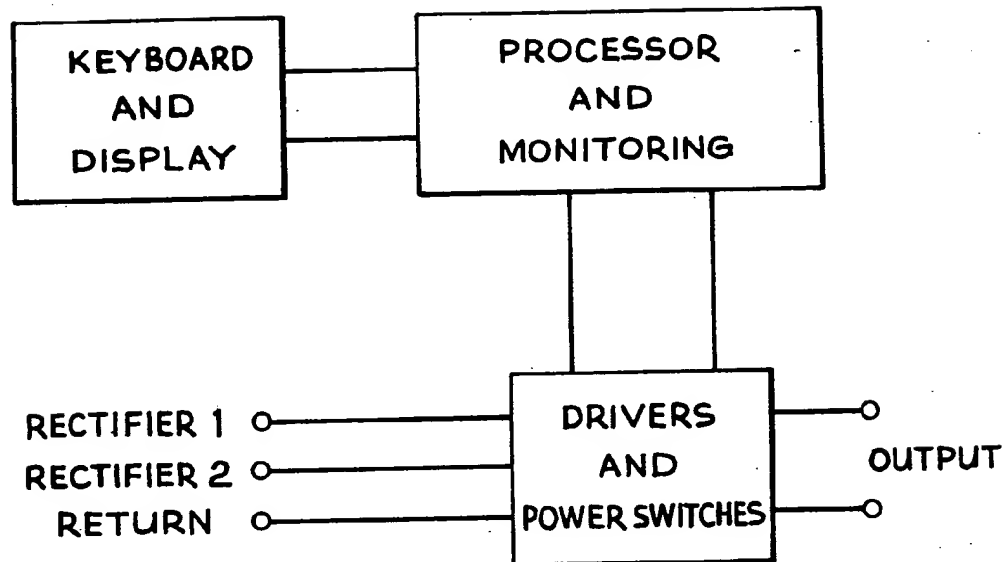 KEYBOARD
AND
DISPLAY
PROCESSOR
AND
MONITORING
RECTIFIER 1
RECTIFIER 2
RETURN
DRIVERS
AND
POWER SWITCHES
OUTPUT